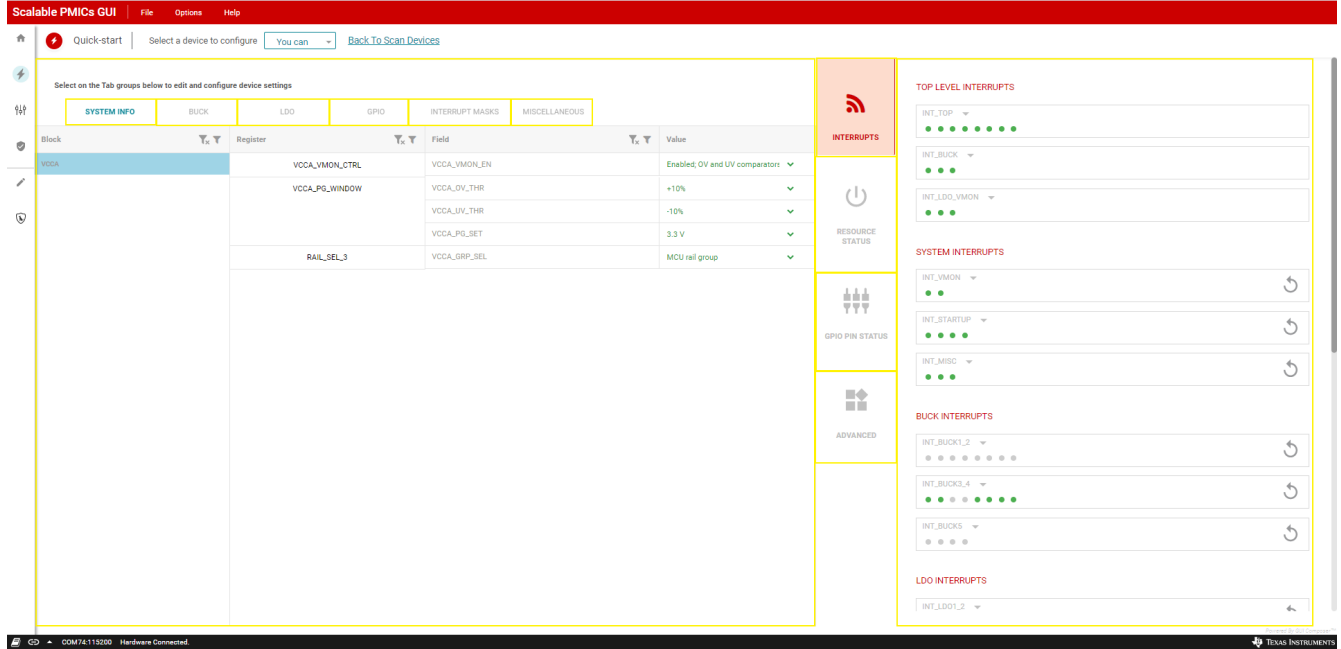 Scalable PMICs GUI File Options Help
Quick-start Select a device to configure You can Back To Scan Devices
Select on the Tab groups below to edit and configure device settings
SYSTEM INFO BUCK LDO GPIO INTERRUPT MASKS MISCELLANEOUS
Block Register Field Value
VCCA VCCA_VMON_CTRL VCCA_VMON_EN Enabled; OV and UV comparators
VCCA_PG_WINDOW VCCA_OV_THR +10%
VCCA_UV_THR -10%
VCCA_PG_SET 3.3 V
RAIL_SEL_3 VCCA_GRP_SEL MCU rail group
INTERRUPTS
RESOURCE
STATUS
GPIO PIN STATUS
ADVANCED
TOP LEVEL INTERRUPTS
INT_TOP
INT_BUCK
INT_LDO_VMON
SYSTEM INTERRUPTS
INT_VMON
INT_STARTUP
INT_MISC
BUCK INTERRUPTS
INT_BUCK1_2
INT_BUCK3_4
INT_BUCK5
LDO INTERRUPTS
INT_LDO1_2
COM74:115200 Hardware Connected.
TEXAS INSTRUMENTS